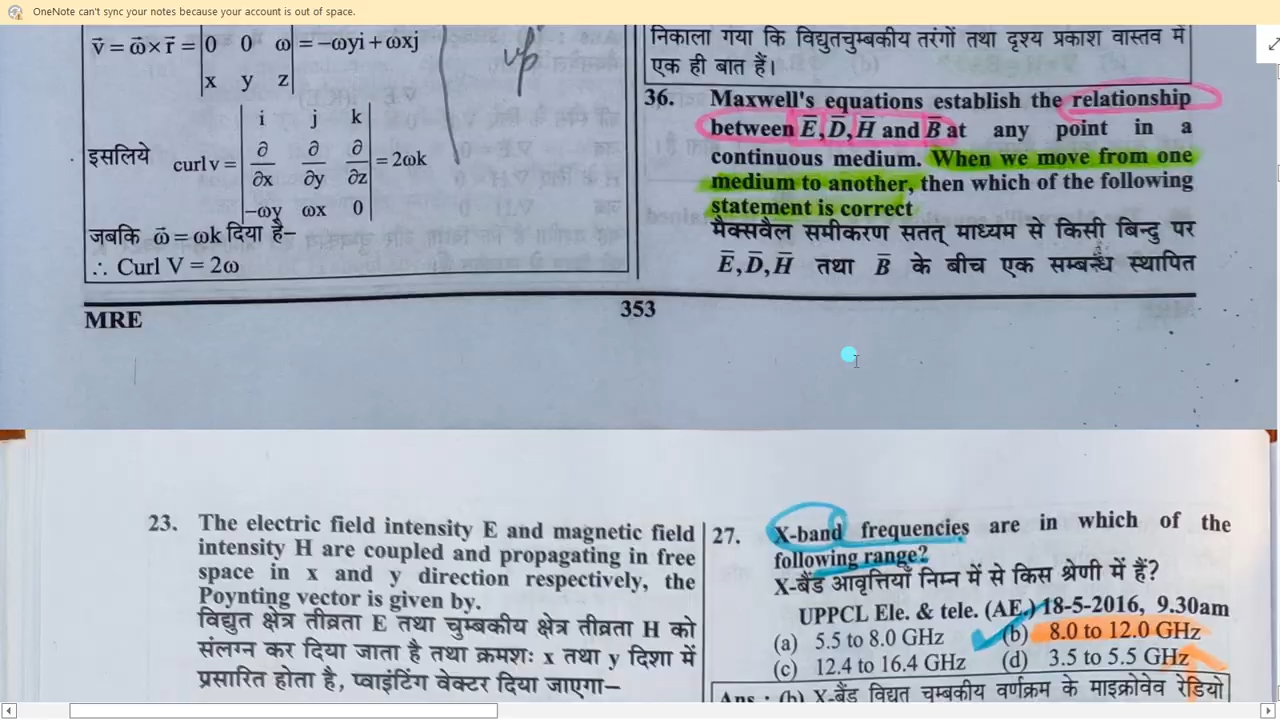 OneNote can't sync your notes because your account is out of space.
v⃗ = ω⃗×r⃗ = |0 0 ω| = −ωyi + ωxj
x y z
i j k
इसलिये curl v = |∂/∂x ∂/∂y ∂/∂z| = 2ωk
−ωy ωx 0
जबकि ω⃗ = ωk दिया है−
∴ Curl V = 2ω
निकाला गया कि विद्युतचुम्बकीय तरंगों तथा दृश्य प्रकाश वास्तव में
एक ही बात हैं।
36. Maxwell's equations establish the relationship
between E̅, D̅, H̅ and B̅ at any point in a
continuous medium. When we move from one
medium to another, then which of the following
statement is correct
मैक्सवैल समीकरण सतत् माध्यम से किसी बिन्दु पर
E̅, D̅, H̅ तथा B̅ के बीच एक सम्बन्ध स्थापित
MRE
353
23. The electric field intensity E and magnetic field
intensity H are coupled and propagating in free
space in x and y direction respectively, the
Poynting vector is given by.
विद्युत क्षेत्र तीव्रता E तथा चुम्बकीय क्षेत्र तीव्रता H को
संलग्न कर दिया जाता है तथा क्रमशः x तथा y दिशा में
प्रसारित होता है, प्वाइंटिंग वेक्टर दिया जाएगा−
27. X-band frequencies are in which of the
following range?
X-बैंड आवृत्तियाँ निम्न में से किस श्रेणी में हैं?
UPPCL Ele. & tele. (AE.) 18-5-2016, 9.30am
(a) 5.5 to 8.0 GHz (b) 8.0 to 12.0 GHz
(c) 12.4 to 16.4 GHz (d) 3.5 to 5.5 GHz
Ans : (b) X-बैंड विद्युत चुम्बकीय वर्णक्रम के माइक्रोवेव रेडियो